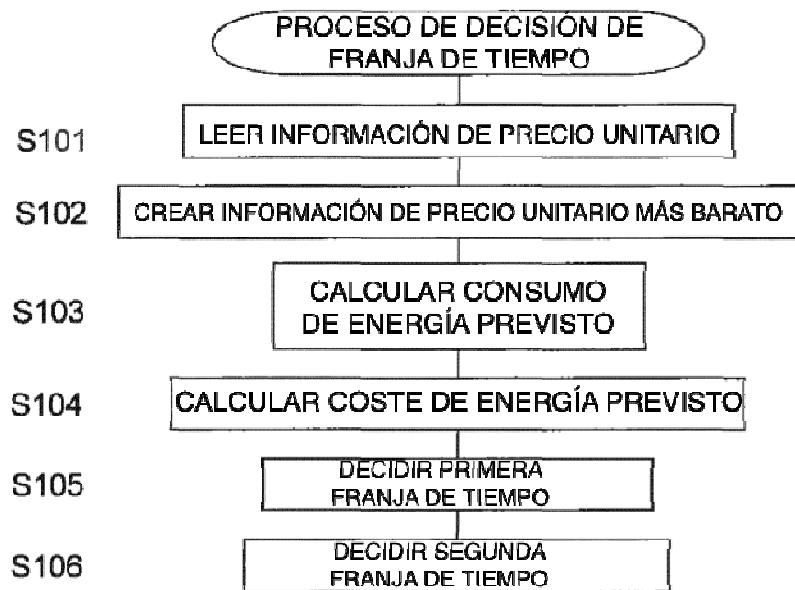 PROCESO DE DECISIÓN DE
FRANJA DE TIEMPO
S101
LEER INFORMACIÓN DE PRECIO UNITARIO
S102
CREAR INFORMACIÓN DE PRECIO UNITARIO MÁS BARATO
S103
CALCULAR CONSUMO
DE ENERGÍA PREVISTO
S104
CALCULAR COSTE DE ENERGÍA PREVISTO
S105
DECIDIR PRIMERA
FRANJA DE TIEMPO
S106
DECIDIR SEGUNDA
FRANJA DE TIEMPO